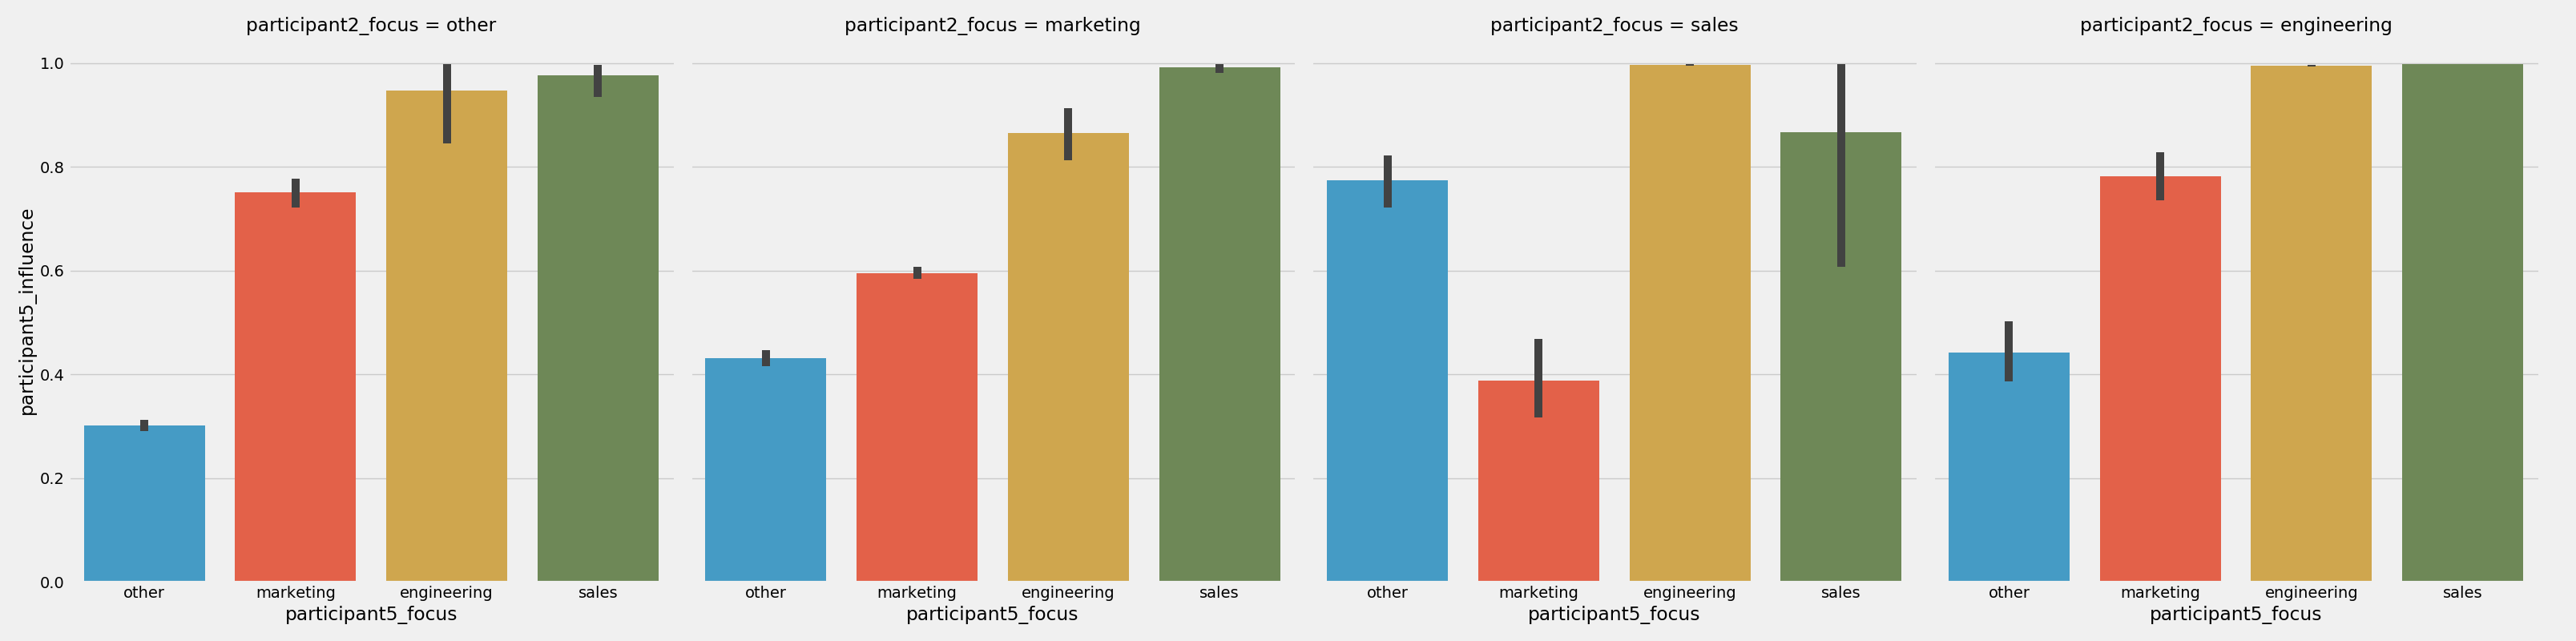 participant2_focus = other
participant2_focus = marketing
participant2_focus = sales
participant2_focus = engineering
participant5_influence
1.0
0.8
0.6
0.4
0.2
0.0
other marketing engineering sales
participant5_focus
other marketing engineering sales
participant5_focus
other marketing engineering sales
participant5_focus
other marketing engineering sales
participant5_focus